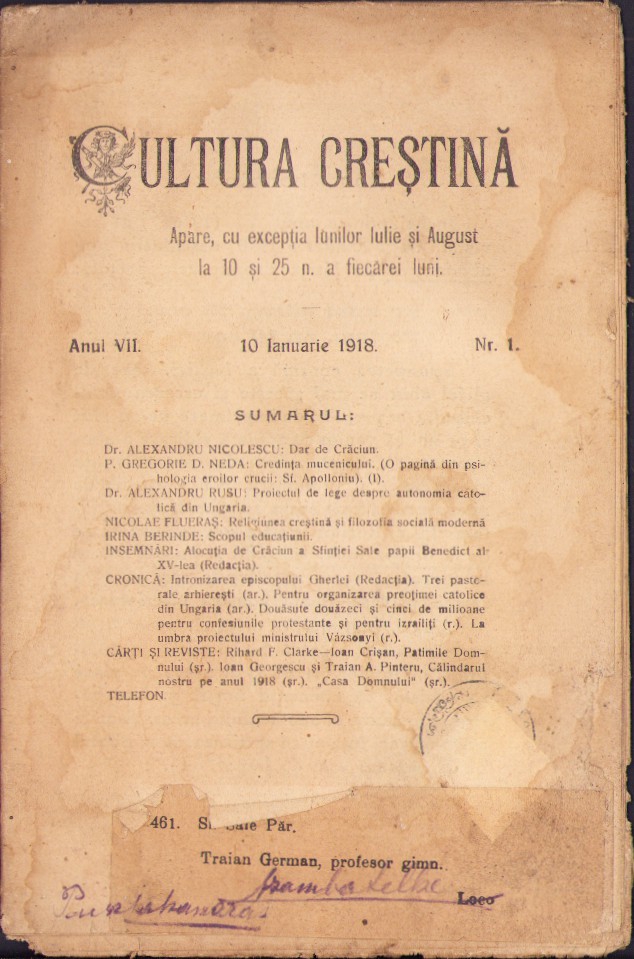 CULTURA CREȘTINĂ
Apare, cu excepția lunilor Iulie și August
la 10 și 25 n. a fiecărei luni.
Anul VII. 10 Ianuarie 1918. Nr. 1.
SUMARUL:
Dr. ALEXANDRU NICOLESCU: Dar de Crăciun.
P. GREGORIE D. NEDA: Credința mucenicului. (O pagină din psi-
hologia eroilor crucii: Sf. Apolloniu). (I).
Dr. ALEXANDRU RUSU: Proiectul de lege despre autonomia cato-
lică din Ungaria.
NICOLAE FLUERAȘ: Religiunea creștină și filozofia socială modernă
IRINA BERINDE: Scopul educațiunii.
INSEMNĂRI: Alocuția de Crăciun a Sfinției Sale papii Benedict al
XV-lea (Redacția).
CRONICĂ: Intronizarea episcopului Gherlei (Redacția). Trei pasto-
rale arhierești (ar.). Pentru organizarea preoțimei catolice
din Ungaria (ar.). Douăsute douăzeci și cinci de milioane
pentru confesiunile protestante și pentru izraeliți (r.). La
umbra proiectului ministrului Vázsonyi (r.).
CĂRȚI ȘI REVISTE: Rihard F. Clarke—Ioan Crișan, Patimile Dom-
nului (șr.). Ioan Georgescu și Traian A. Pinteru, Călindarul
nostru pe anul 1918 (șr.). „Casa Domnului" (șr.).
TELEFON
461. Sale Păr.
Traian German, profesor gimn.
Loco